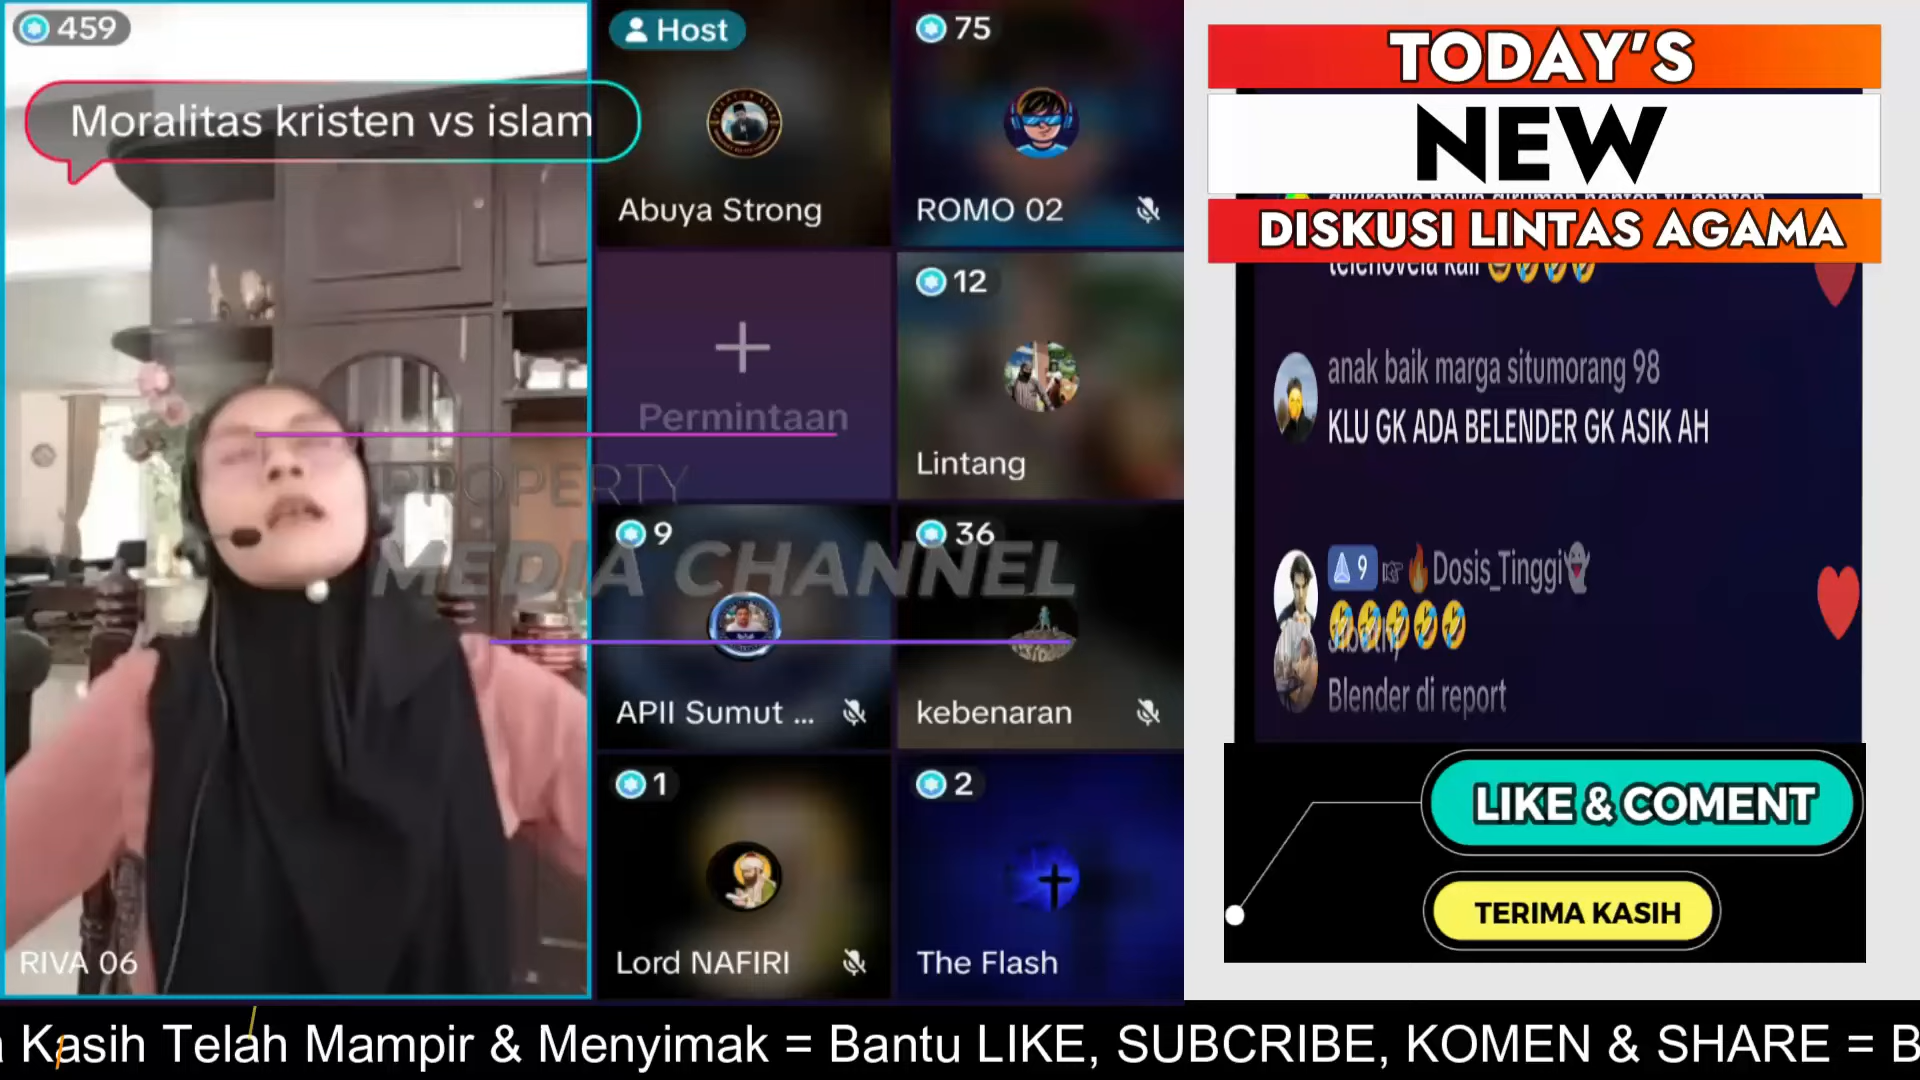 459
Moralitas kristen vs islam
RIVA 06
Host
Abuya Strong
75
ROMO 02
Permintaan
12
Lintang
PROPERTY
MEDIA CHANNEL
9
APII Sumut ...
36
kebenaran
1
Lord NAFIRI
2
The Flash
TODAY'S
NEW
DISKUSI LINTAS AGAMA
telenovela kali 🤣🤣🤣
anak baik marga situmorang 98
KLU GK ADA BELENDER GK ASIK AH
9 ☞🔥Dosis_Tinggi👻
🤣🤣🤣🤣🤣
Blender di report
LIKE & COMENT
TERIMA KASIH
Kasih Telah Mampir & Menyimak = Bantu LIKE, SUBCRIBE, KOMEN & SHARE = B